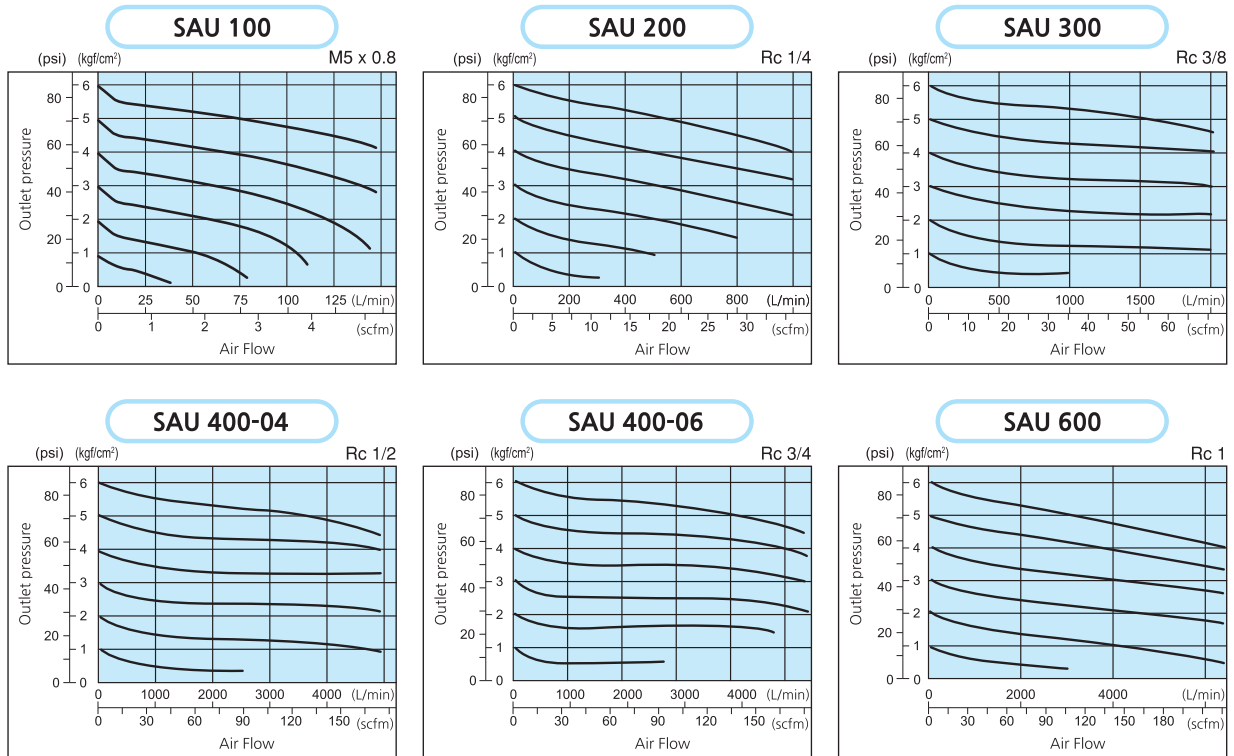 SAU 100
(psi) (kgf/cm²) M5 x 0.8
Outlet pressure
80 60 40 20 0
6 5 4 3 2 1 0
0 25 50 75 100 125 (L/min)
0 1 2 3 4 (scfm)
Air Flow
SAU 200
(psi) (kgf/cm²) Rc 1/4
Outlet pressure
80 60 40 20 0
6 5 4 3 2 1 0
0 200 400 600 800 (L/min)
0 5 10 15 20 25 30 (scfm)
Air Flow
SAU 300
(psi) (kgf/cm²) Rc 3/8
Outlet pressure
80 60 40 20 0
6 5 4 3 2 1 0
0 500 1000 1500 (L/min)
0 10 20 30 40 50 60 (scfm)
Air Flow
SAU 400-04
(psi) (kgf/cm²) Rc 1/2
Outlet pressure
80 60 40 20 0
6 5 4 3 2 1 0
0 1000 2000 3000 4000 (L/min)
0 30 60 90 120 150 (scfm)
Air Flow
SAU 400-06
(psi) (kgf/cm²) Rc 3/4
Outlet pressure
80 60 40 20 0
6 5 4 3 2 1 0
0 1000 2000 3000 4000 (L/min)
0 30 60 90 120 150 (scfm)
Air Flow
SAU 600
(psi) (kgf/cm²) Rc 1
Outlet pressure
80 60 40 20 0
6 5 4 3 2 1 0
0 2000 4000 (L/min)
0 30 60 90 120 150 180 (scfm)
Air Flow